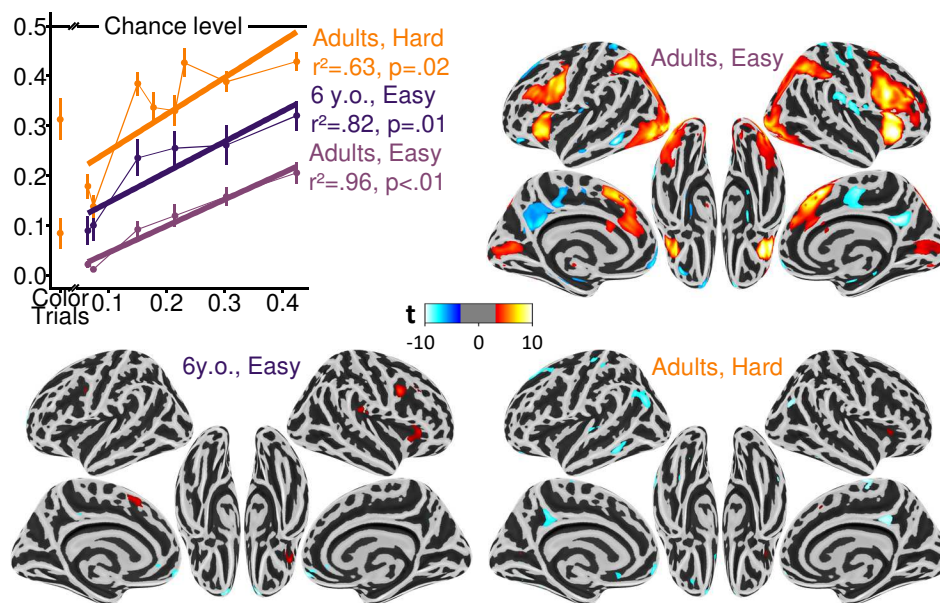 0.5
Chance level
0.4
0.3
0.2
0.1
0.0
Adults, Hard
r²=.63, p=.02
6 y.o., Easy
r²=.82, p=.01
Adults, Easy
r²=.96, p<.01
Color
Trials
0.1
0.2
0.3
0.4
Adults, Easy
t
-10
0
10
6y.o., Easy
Adults, Hard